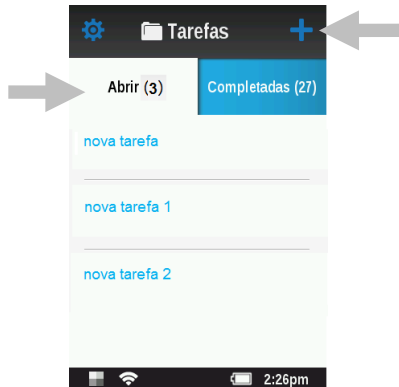 Tarefas
Abrir (3)
Completadas (27)
nova tarefa
nova tarefa 1
nova tarefa 2
2:26pm